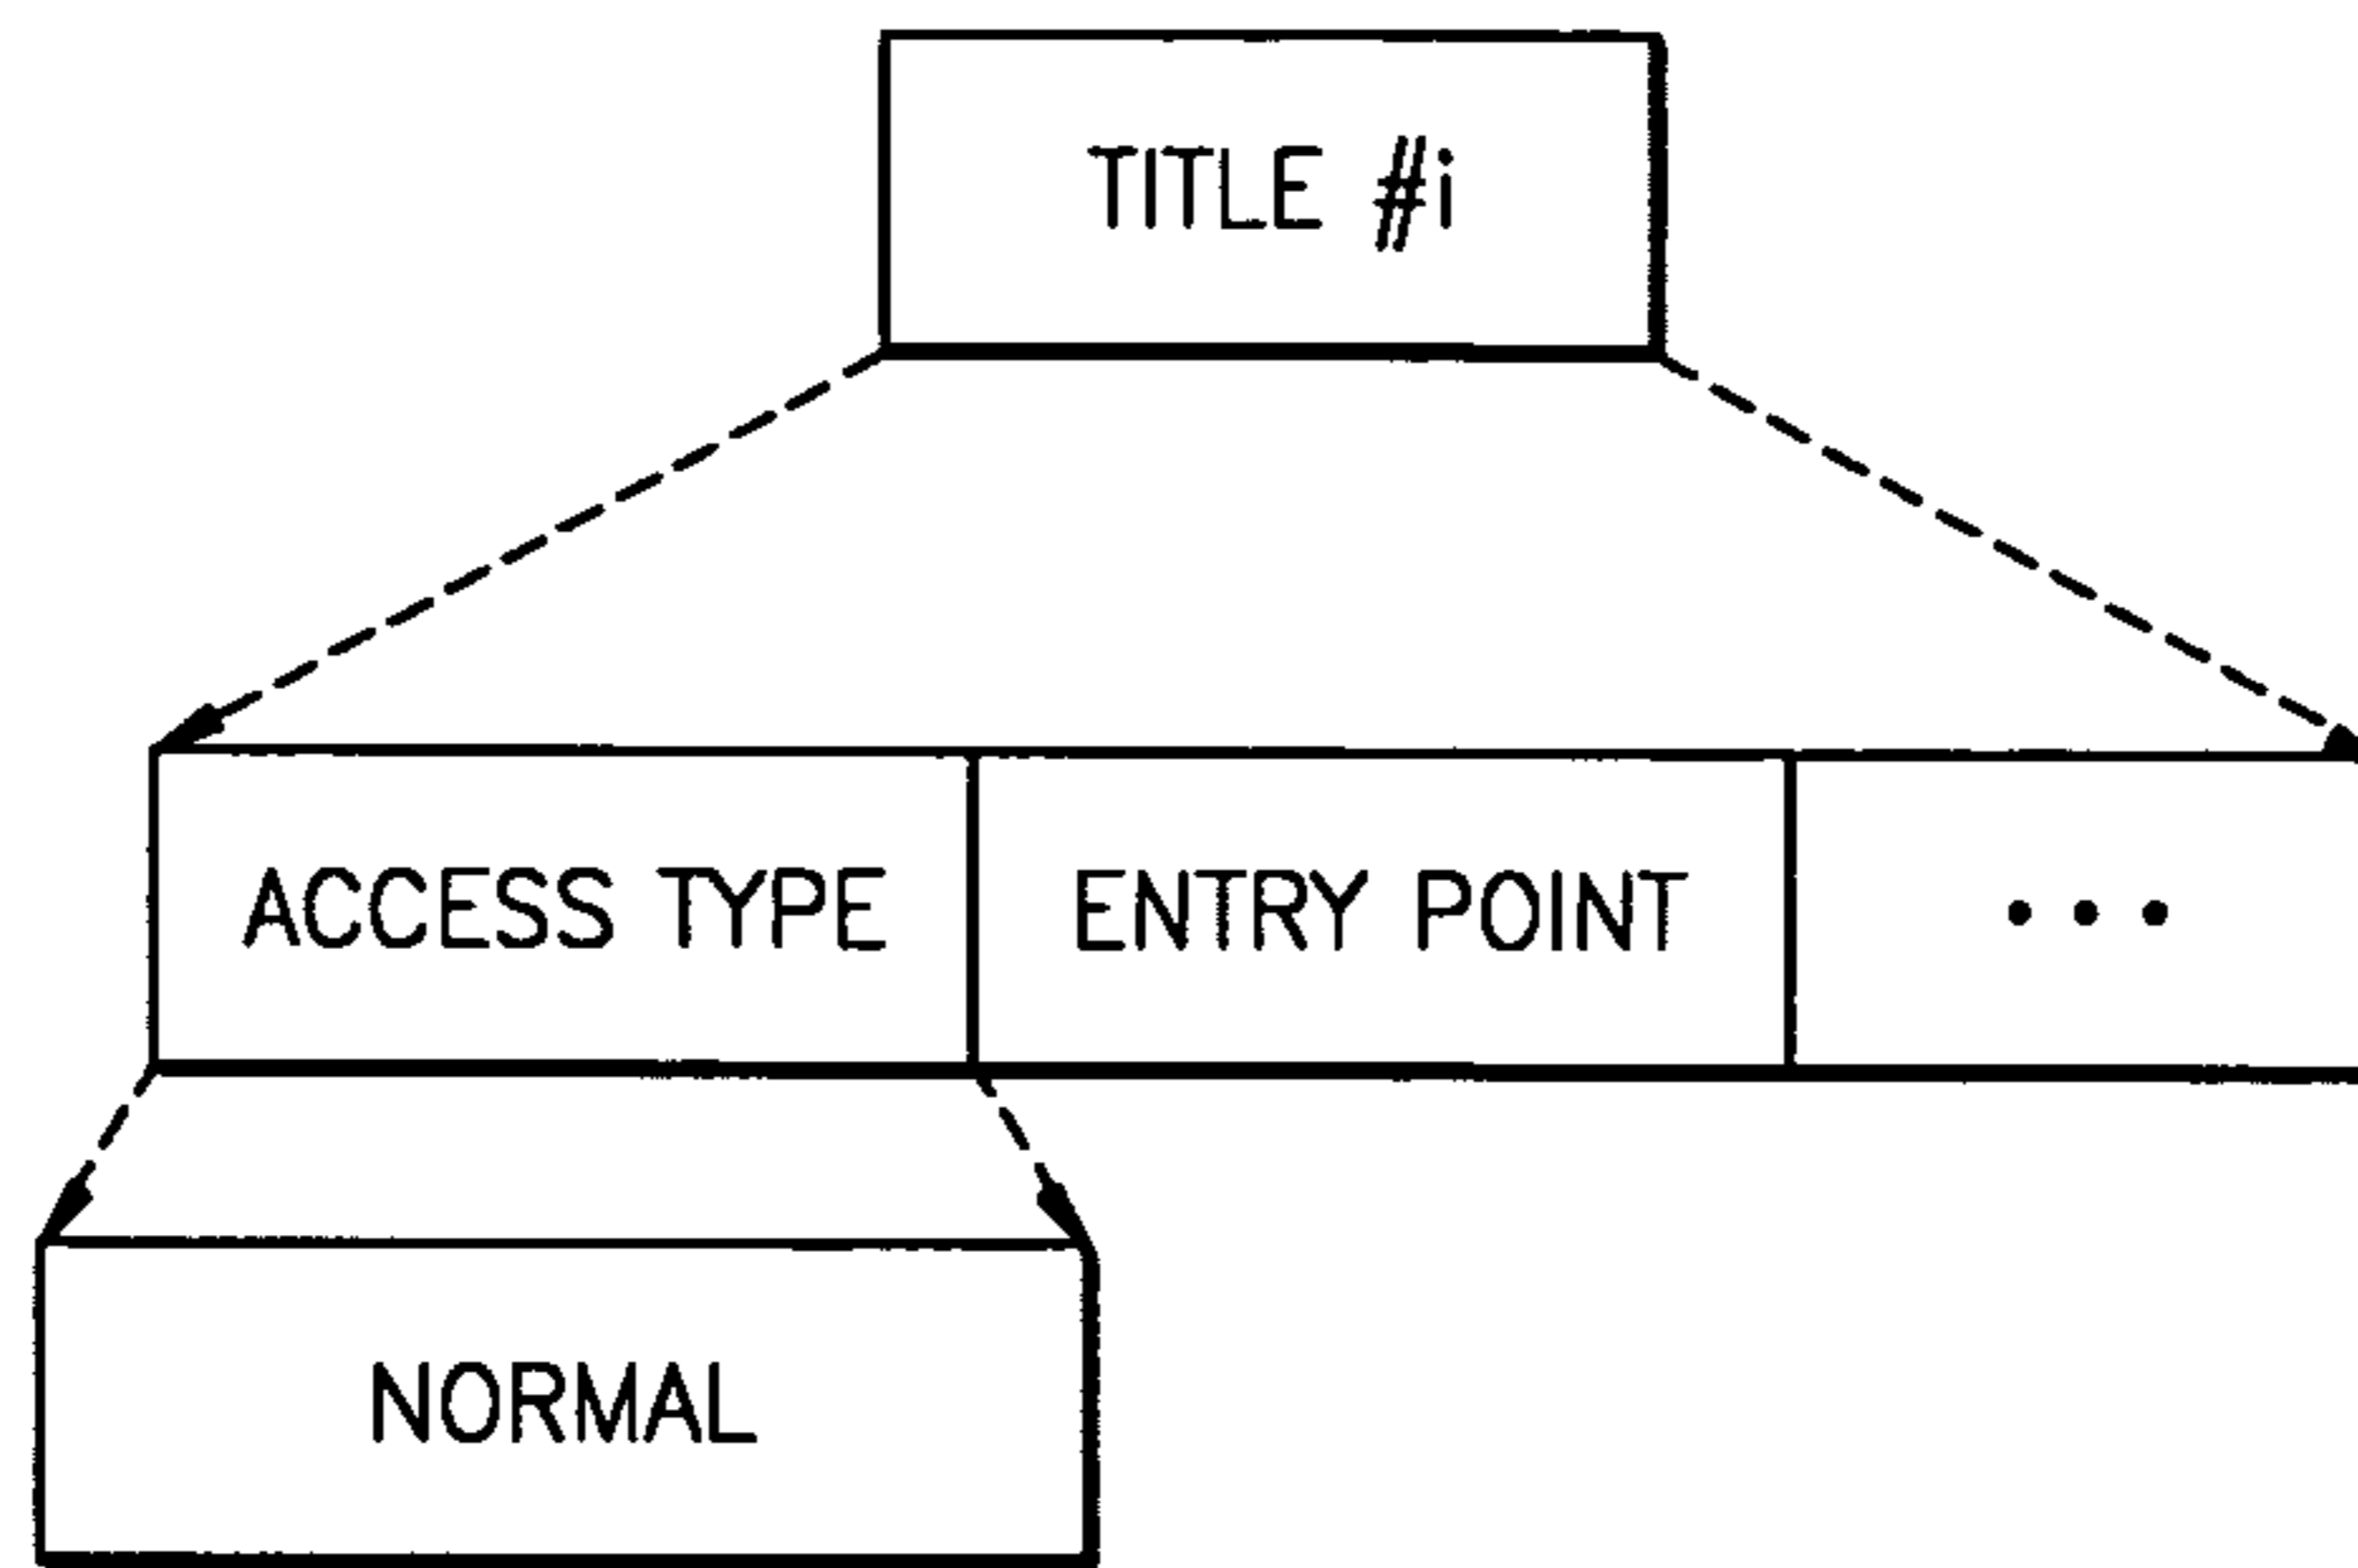 TITLE #i
ACCESS TYPE ENTRY POINT • • •
NORMAL